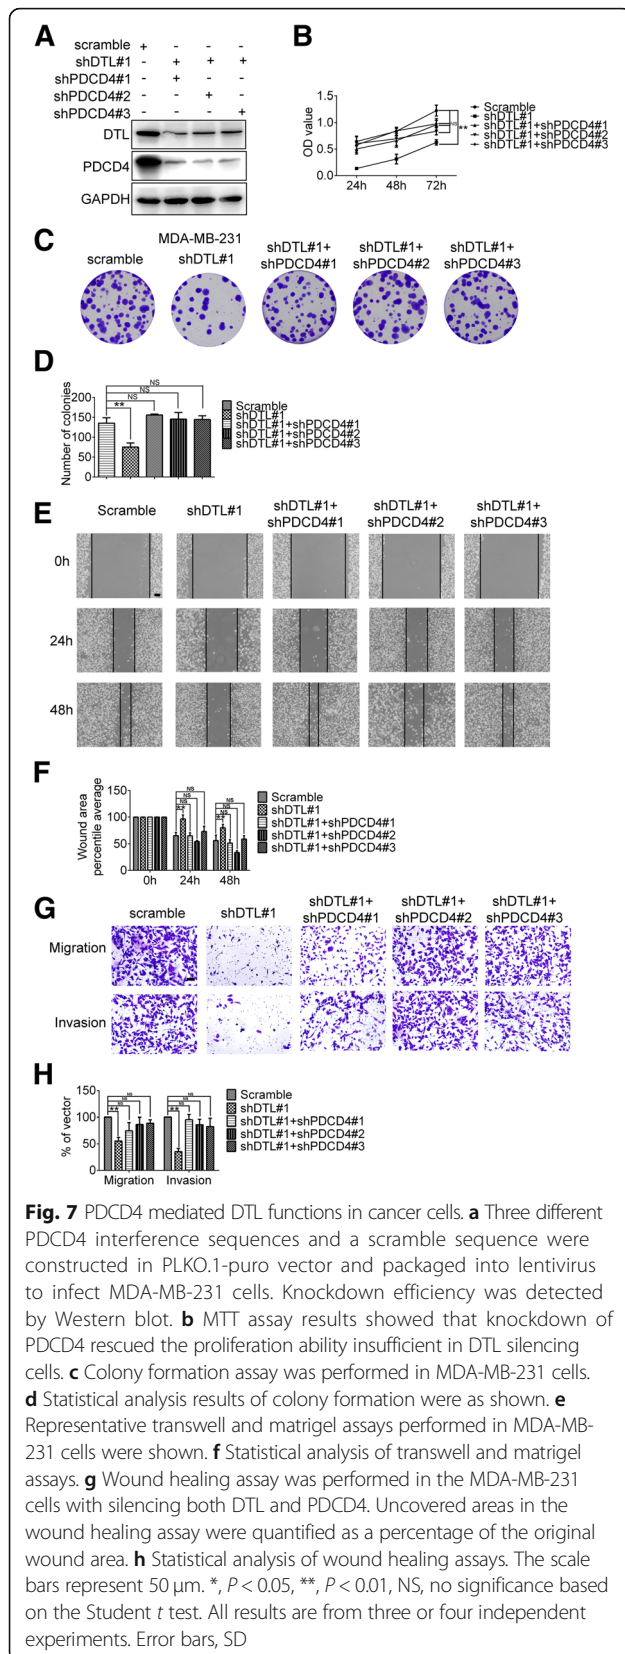 A
scramble + - - -
shDTL#1 - + + +
shPDCD4#1 - + - -
shPDCD4#2 - - + -
shPDCD4#3 - - - +
DTL
PDCD4
GAPDH
B
OD value
1.5
1.0
0.5
0.0
24h 48h 72h
NS
**
Scramble
shDTL#1
shDTL#1+shPDCD4#1
shDTL#1+shPDCD4#2
shDTL#1+shPDCD4#3
C
MDA-MB-231
scramble shDTL#1 shDTL#1+ shPDCD4#1 shDTL#1+ shPDCD4#2 shDTL#1+ shPDCD4#3
D
Number of colonies
200
150
100
50
0
NS
NS
NS
**
Scramble
shDTL#1
shDTL#1+shPDCD4#1
shDTL#1+shPDCD4#2
shDTL#1+shPDCD4#3
E
Scramble shDTL#1 shDTL#1+ shPDCD4#1 shDTL#1+ shPDCD4#2 shDTL#1+ shPDCD4#3
0h
24h
48h
F
Wound area
percentile average
150
100
50
0
NS
NS
NS
**
NS
NS
NS
**
0h 24h 48h
Scramble
shDTL#1
shDTL#1+shPDCD4#1
shDTL#1+shPDCD4#2
shDTL#1+shPDCD4#3
G
scramble shDTL#1 shDTL#1+ shPDCD4#1 shDTL#1+ shPDCD4#2 shDTL#1+ shPDCD4#3
Migration
Invasion
H
% of vector
150
100
50
0
NS
NS
NS
**
NS
NS
NS
**
Migration Invasion
Scramble
shDTL#1
shDTL#1+shPDCD4#1
shDTL#1+shPDCD4#2
shDTL#1+shPDCD4#3
Fig. 7 PDCD4 mediated DTL functions in cancer cells. a Three different
PDCD4 interference sequences and a scramble sequence were
constructed in PLKO.1-puro vector and packaged into lentivirus
to infect MDA-MB-231 cells. Knockdown efficiency was detected
by Western blot. b MTT assay results showed that knockdown of
PDCD4 rescued the proliferation ability insufficient in DTL silencing
cells. c Colony formation assay was performed in MDA-MB-231 cells.
d Statistical analysis results of colony formation were as shown. e
Representative transwell and matrigel assays performed in MDA-MB-
231 cells were shown. f Statistical analysis of transwell and matrigel
assays. g Wound healing assay was performed in the MDA-MB-231
cells with silencing both DTL and PDCD4. Uncovered areas in the
wound healing assay were quantified as a percentage of the original
wound area. h Statistical analysis of wound healing assays. The scale
bars represent 50 μm. *, P < 0.05, **, P < 0.01, NS, no significance based
on the Student t test. All results are from three or four independent
experiments. Error bars, SD